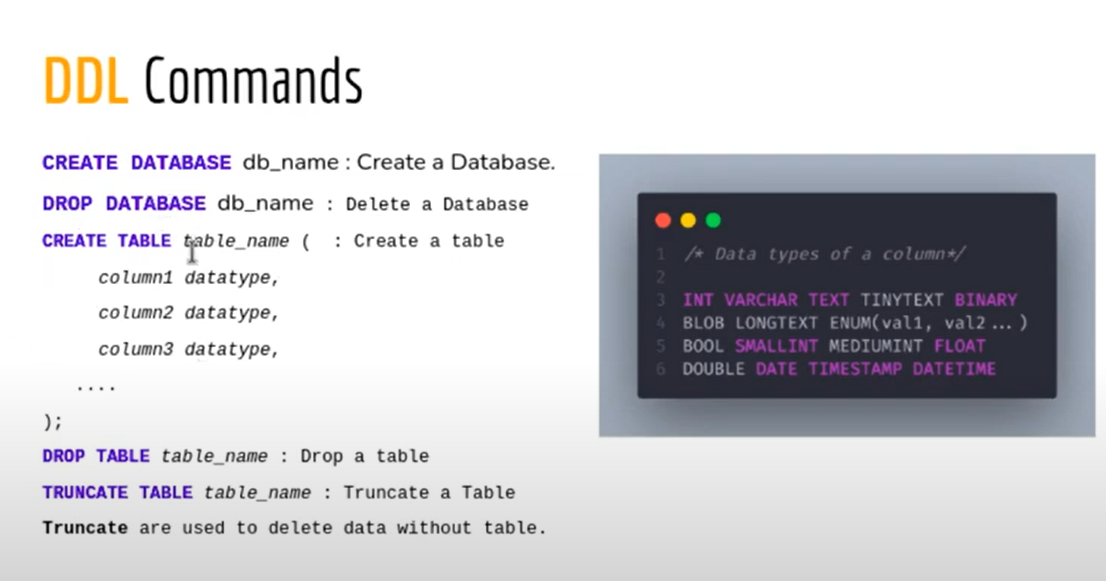 DDL Commands
CREATE DATABASE db_name : Create a Database.
DROP DATABASE db_name : Delete a Database
CREATE TABLE table_name ( : Create a table
column1 datatype,
column2 datatype,
column3 datatype,
....
);
DROP TABLE table_name : Drop a table
TRUNCATE TABLE table_name : Truncate a Table
Truncate are used to delete data without table.
1 /* Data types of a column*/
2
3 INT VARCHAR TEXT TINYTEXT BINARY
4 BLOB LONGTEXT ENUM(val1, val2...)
5 BOOL SMALLINT MEDIUMINT FLOAT
6 DOUBLE DATE TIMESTAMP DATETIME